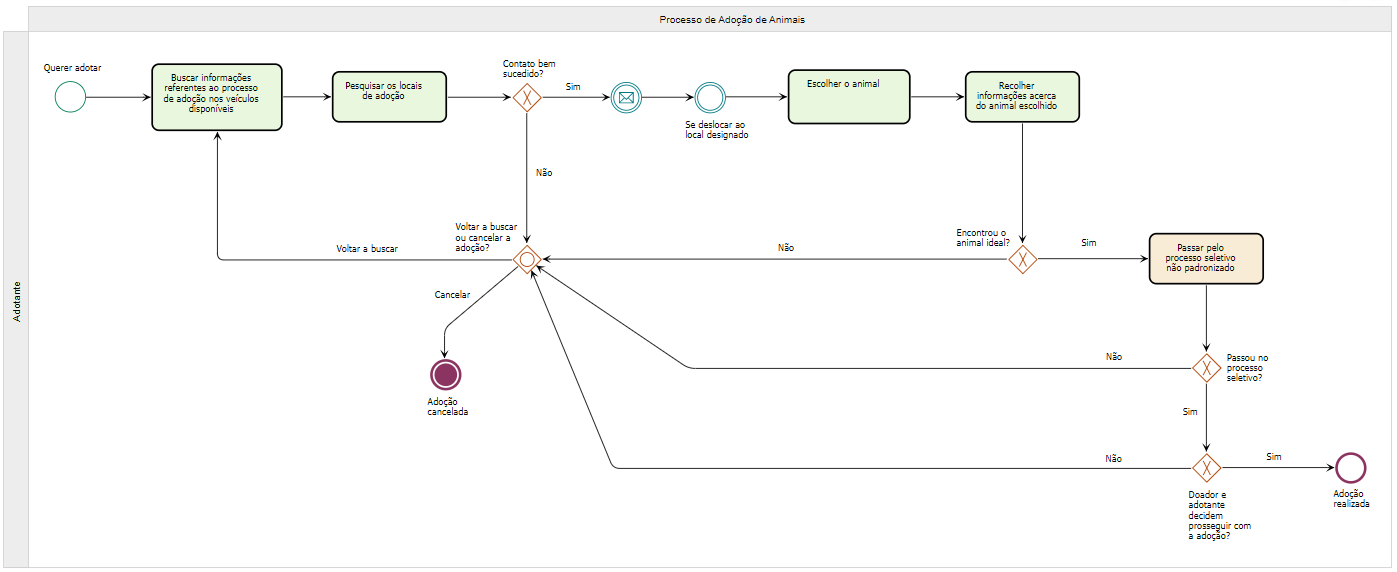 Processo de Adoção de Animais
Adotante
Querer adotar
Buscar informações
referentes ao processo
de adoção nos veículos
disponíveis
Pesquisar os locais
de adoção
Contato bem
sucedido?
Sim
Se deslocar ao
local designado
Escolher o animal
Recolher
informações acerca
do animal escolhido
Não
Voltar a buscar
Voltar a buscar
ou cancelar a
adoção?
Não
Encontrou o
animal ideal?
Sim
Passar pelo
processo seletivo
não padronizado
Cancelar
Adoção
cancelada
Não
Passou no
processo
seletivo?
Sim
Não
Sim
Doador e
adotante
decidem
prosseguir com
a adoção?
Adoção
realizada